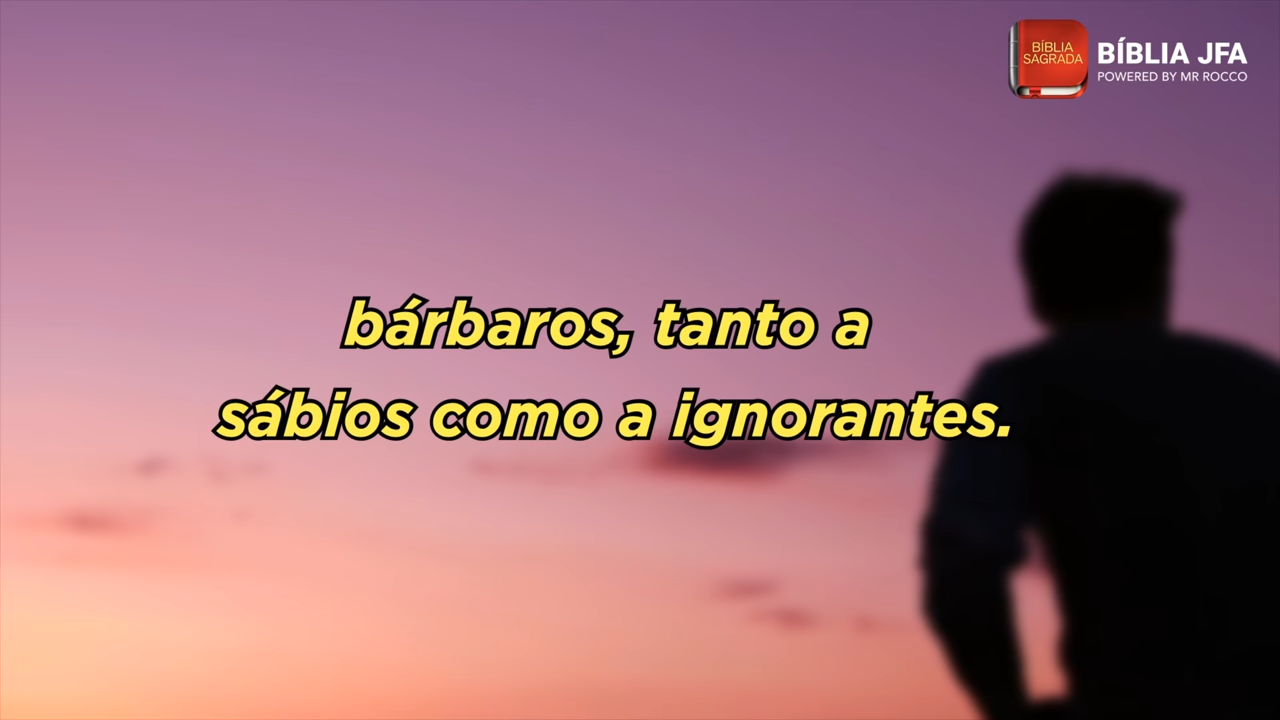 BÍBLIA
SAGRADA
BÍBLIA JFA
POWERED BY MR ROCCO
bárbaros, tanto a
sábios como a ignorantes.